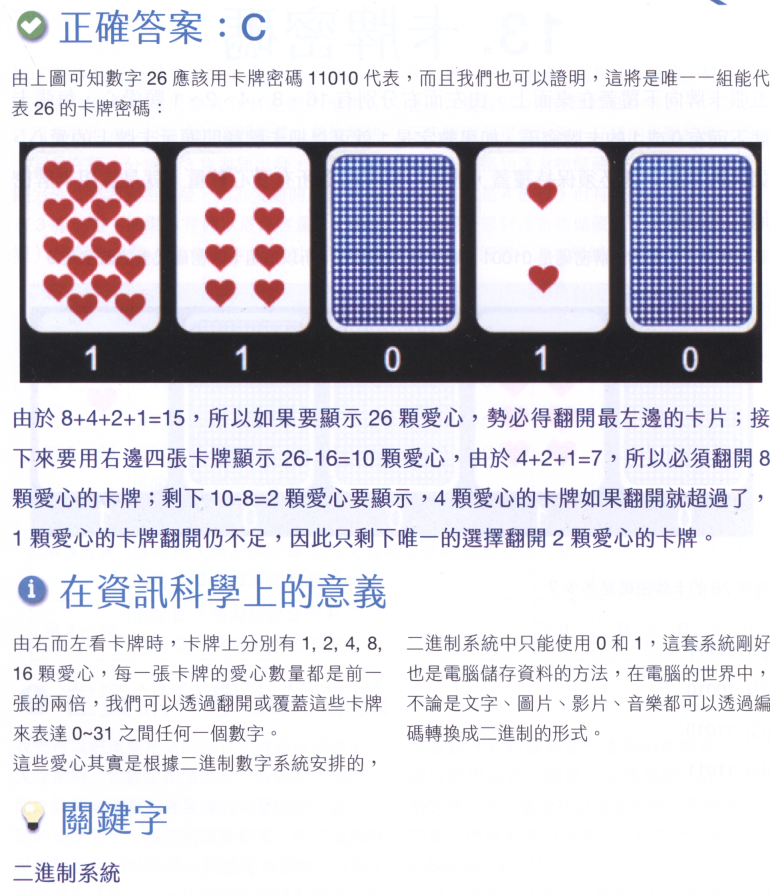 正確答案：C
由上圖可知數字 26 應該用卡牌密碼 11010 代表，而且我們也可以證明，這將是唯一一組能代
表 26 的卡牌密碼：
1 1 0 1 0
由於 8+4+2+1=15，所以如果要顯示 26 顆愛心，勢必得翻開最左邊的卡片；接
下來要用右邊四張卡牌顯示 26-16=10 顆愛心，由於 4+2+1=7，所以必須翻開 8
顆愛心的卡牌；剩下 10-8=2 顆愛心要顯示，4 顆愛心的卡牌如果翻開就超過了，
1 顆愛心的卡牌翻開仍不足，因此只剩下唯一的選擇翻開 2 顆愛心的卡牌。
在資訊科學上的意義
由右而左看卡牌時，卡牌上分別有 1, 2, 4, 8,
16 顆愛心，每一張卡牌的愛心數量都是前一
張的兩倍，我們可以透過翻開或覆蓋這些卡牌
來表達 0~31 之間任何一個數字。
這些愛心其實是根據二進制數字系統安排的，
二進制系統中只能使用 0 和 1，這套系統剛好
也是電腦儲存資料的方法，在電腦的世界中，
不論是文字、圖片、影片、音樂都可以透過編
碼轉換成二進制的形式。
關鍵字
二進制系統